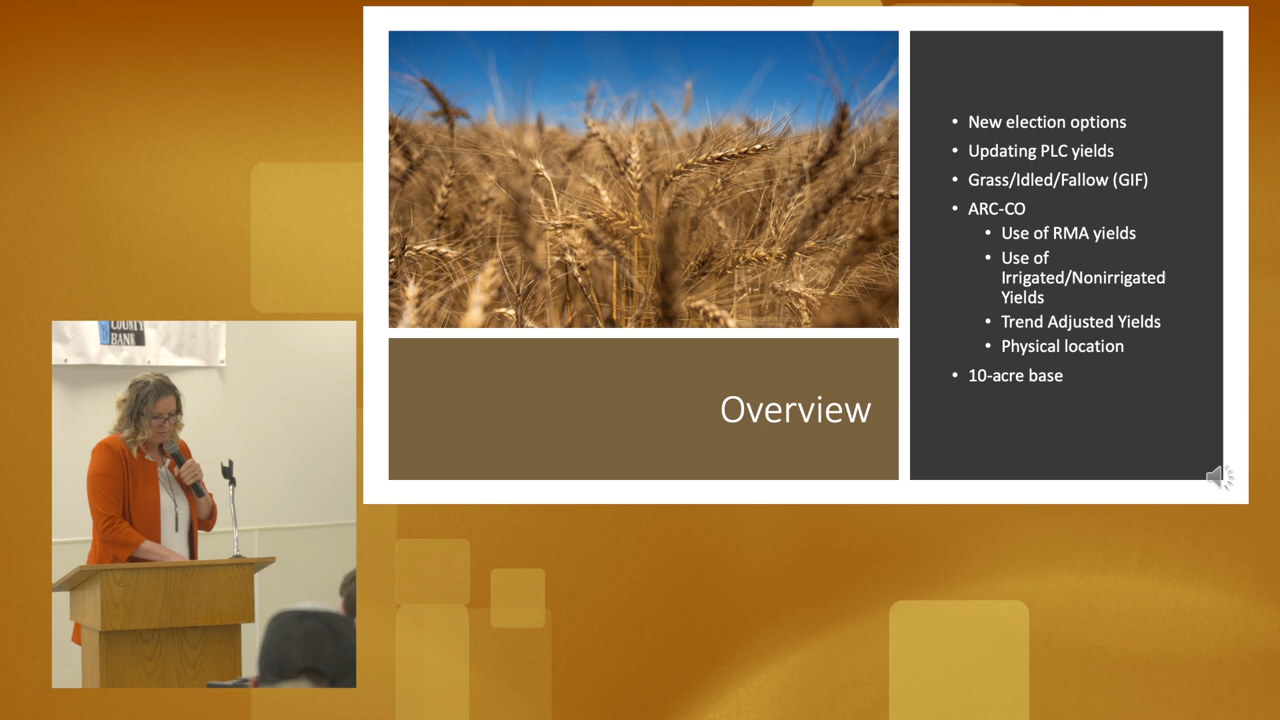 COUNTY
BANK
Overview
• New election options
• Updating PLC yields
• Grass/Idled/Fallow (GIF)
• ARC-CO
• Use of RMA yields
• Use of
Irrigated/Nonirrigated
Yields
• Trend Adjusted Yields
• Physical location
• 10-acre base